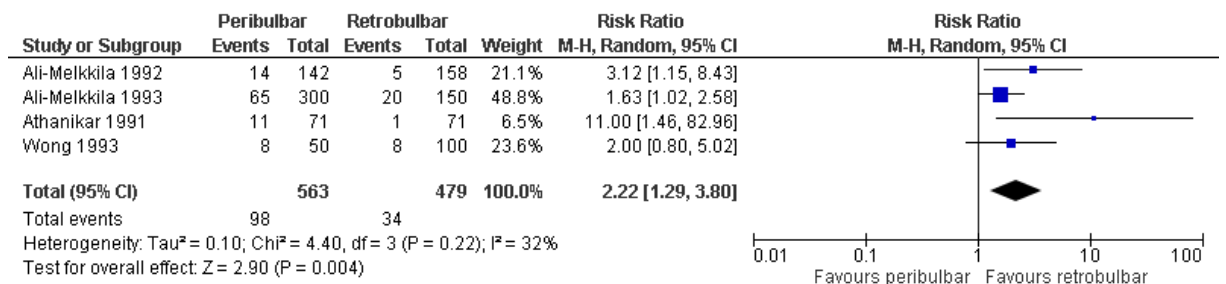 Peribulbar Retrobulbar Risk Ratio Risk Ratio
Study or Subgroup Events Total Events Total Weight M-H, Random, 95% CI M-H, Random, 95% CI
Ali-Melkkila 1992 14 142 5 158 21.1% 3.12 [1.15, 8.43]
Ali-Melkkila 1993 65 300 20 150 48.8% 1.63 [1.02, 2.58]
Athanikar 1991 11 71 1 71 6.5% 11.00 [1.46, 82.96]
Wong 1993 8 50 8 100 23.6% 2.00 [0.80, 5.02]
Total (95% CI) 563 479 100.0% 2.22 [1.29, 3.80]
Total events 98 34
Heterogeneity: Tau² = 0.10; Chi² = 4.40, df = 3 (P = 0.22); I² = 32%
Test for overall effect: Z = 2.90 (P = 0.004)
0.01 0.1 1 10 100
Favours peribulbar Favours retrobulbar